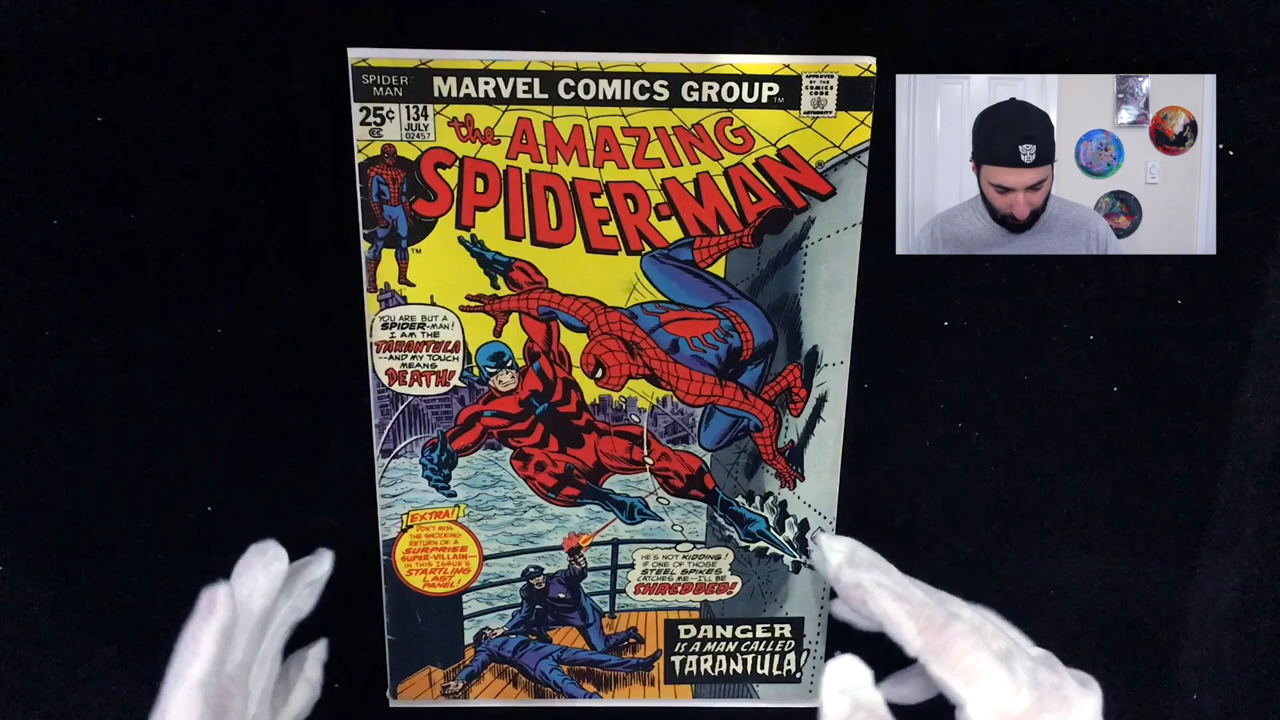 SPIDER-MAN
MARVEL COMICS GROUP
TM
APPROVED
BY THE
COMICS
CODE
AUTHORITY
25¢
CC
134
JULY
02457
the AMAZING
SPIDER-MAN®
TM
YOU ARE BUT A
SPIDER-MAN!
I AM THE
TARANTULA
--AND MY TOUCH
MEANS
DEATH!
EXTRA!
DON'T MISS
THE SHOCKING
RETURN OF A
SURPRISE
SUPER-VILLAIN--
IN THIS ISSUE'S
STARTLING
LAST
PANEL!
HE'S NOT KIDDING!
IF ONE OF THOSE
STEEL SPIKES
CATCHES ME--I'LL BE
SHREDDED!
DANGER
IS A MAN CALLED
TARANTULA!